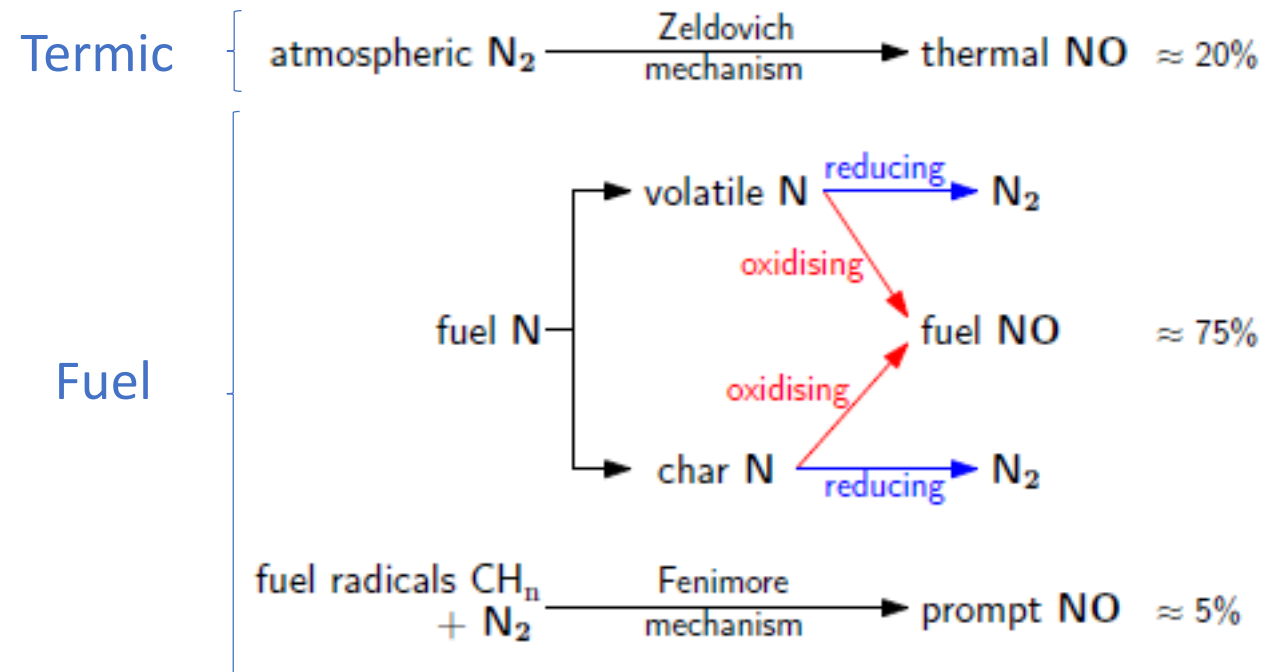 Termic
atmospheric N₂
Zeldovich
mechanism
thermal NO ≈ 20%
reducing
volatile N
N₂
oxidising
Fuel
fuel N
fuel NO ≈ 75%
oxidising
char N
N₂
reducing
fuel radicals CHₙ
+ N₂
Fenimore
mechanism
prompt NO ≈ 5%